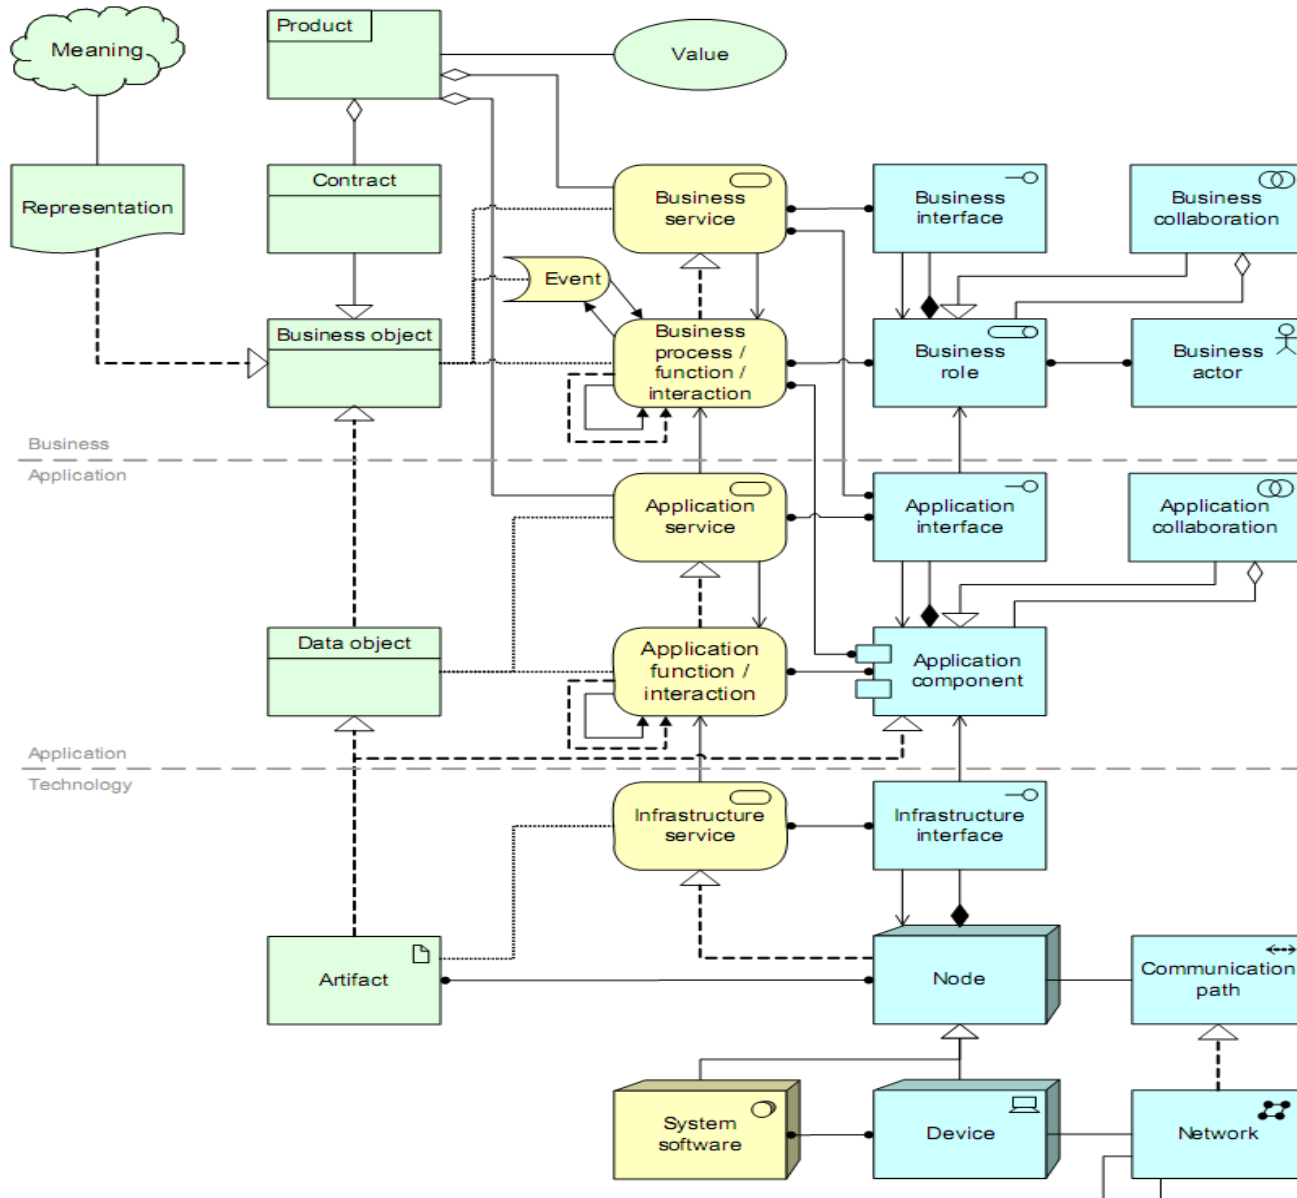 Meaning
Product
Value
Representation
Contract
Business
service
Business
interface
Business
collaboration
Event
Business object
Business
process /
function /
interaction
Business
role
Business
actor
Business
Application
Application
service
Application
interface
Application
collaboration
Data object
Application
function /
interaction
Application
component
Application
Technology
Infrastructure
service
Infrastructure
interface
Artifact
Node
Communication
path
System
software
Device
Network